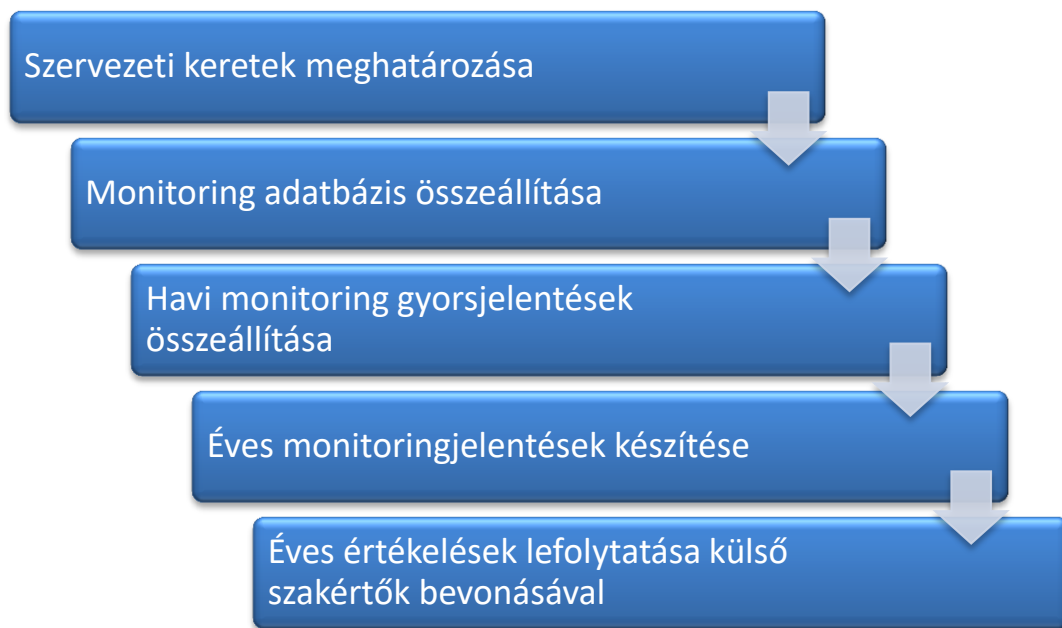 Szervezeti keretek meghatározása
Monitoring adatbázis összeállítása
Havi monitoring gyorsjelentések
összeállítása
Éves monitoringjelentések készítése
Éves értékelések lefolytatása külső
szakértők bevonásával